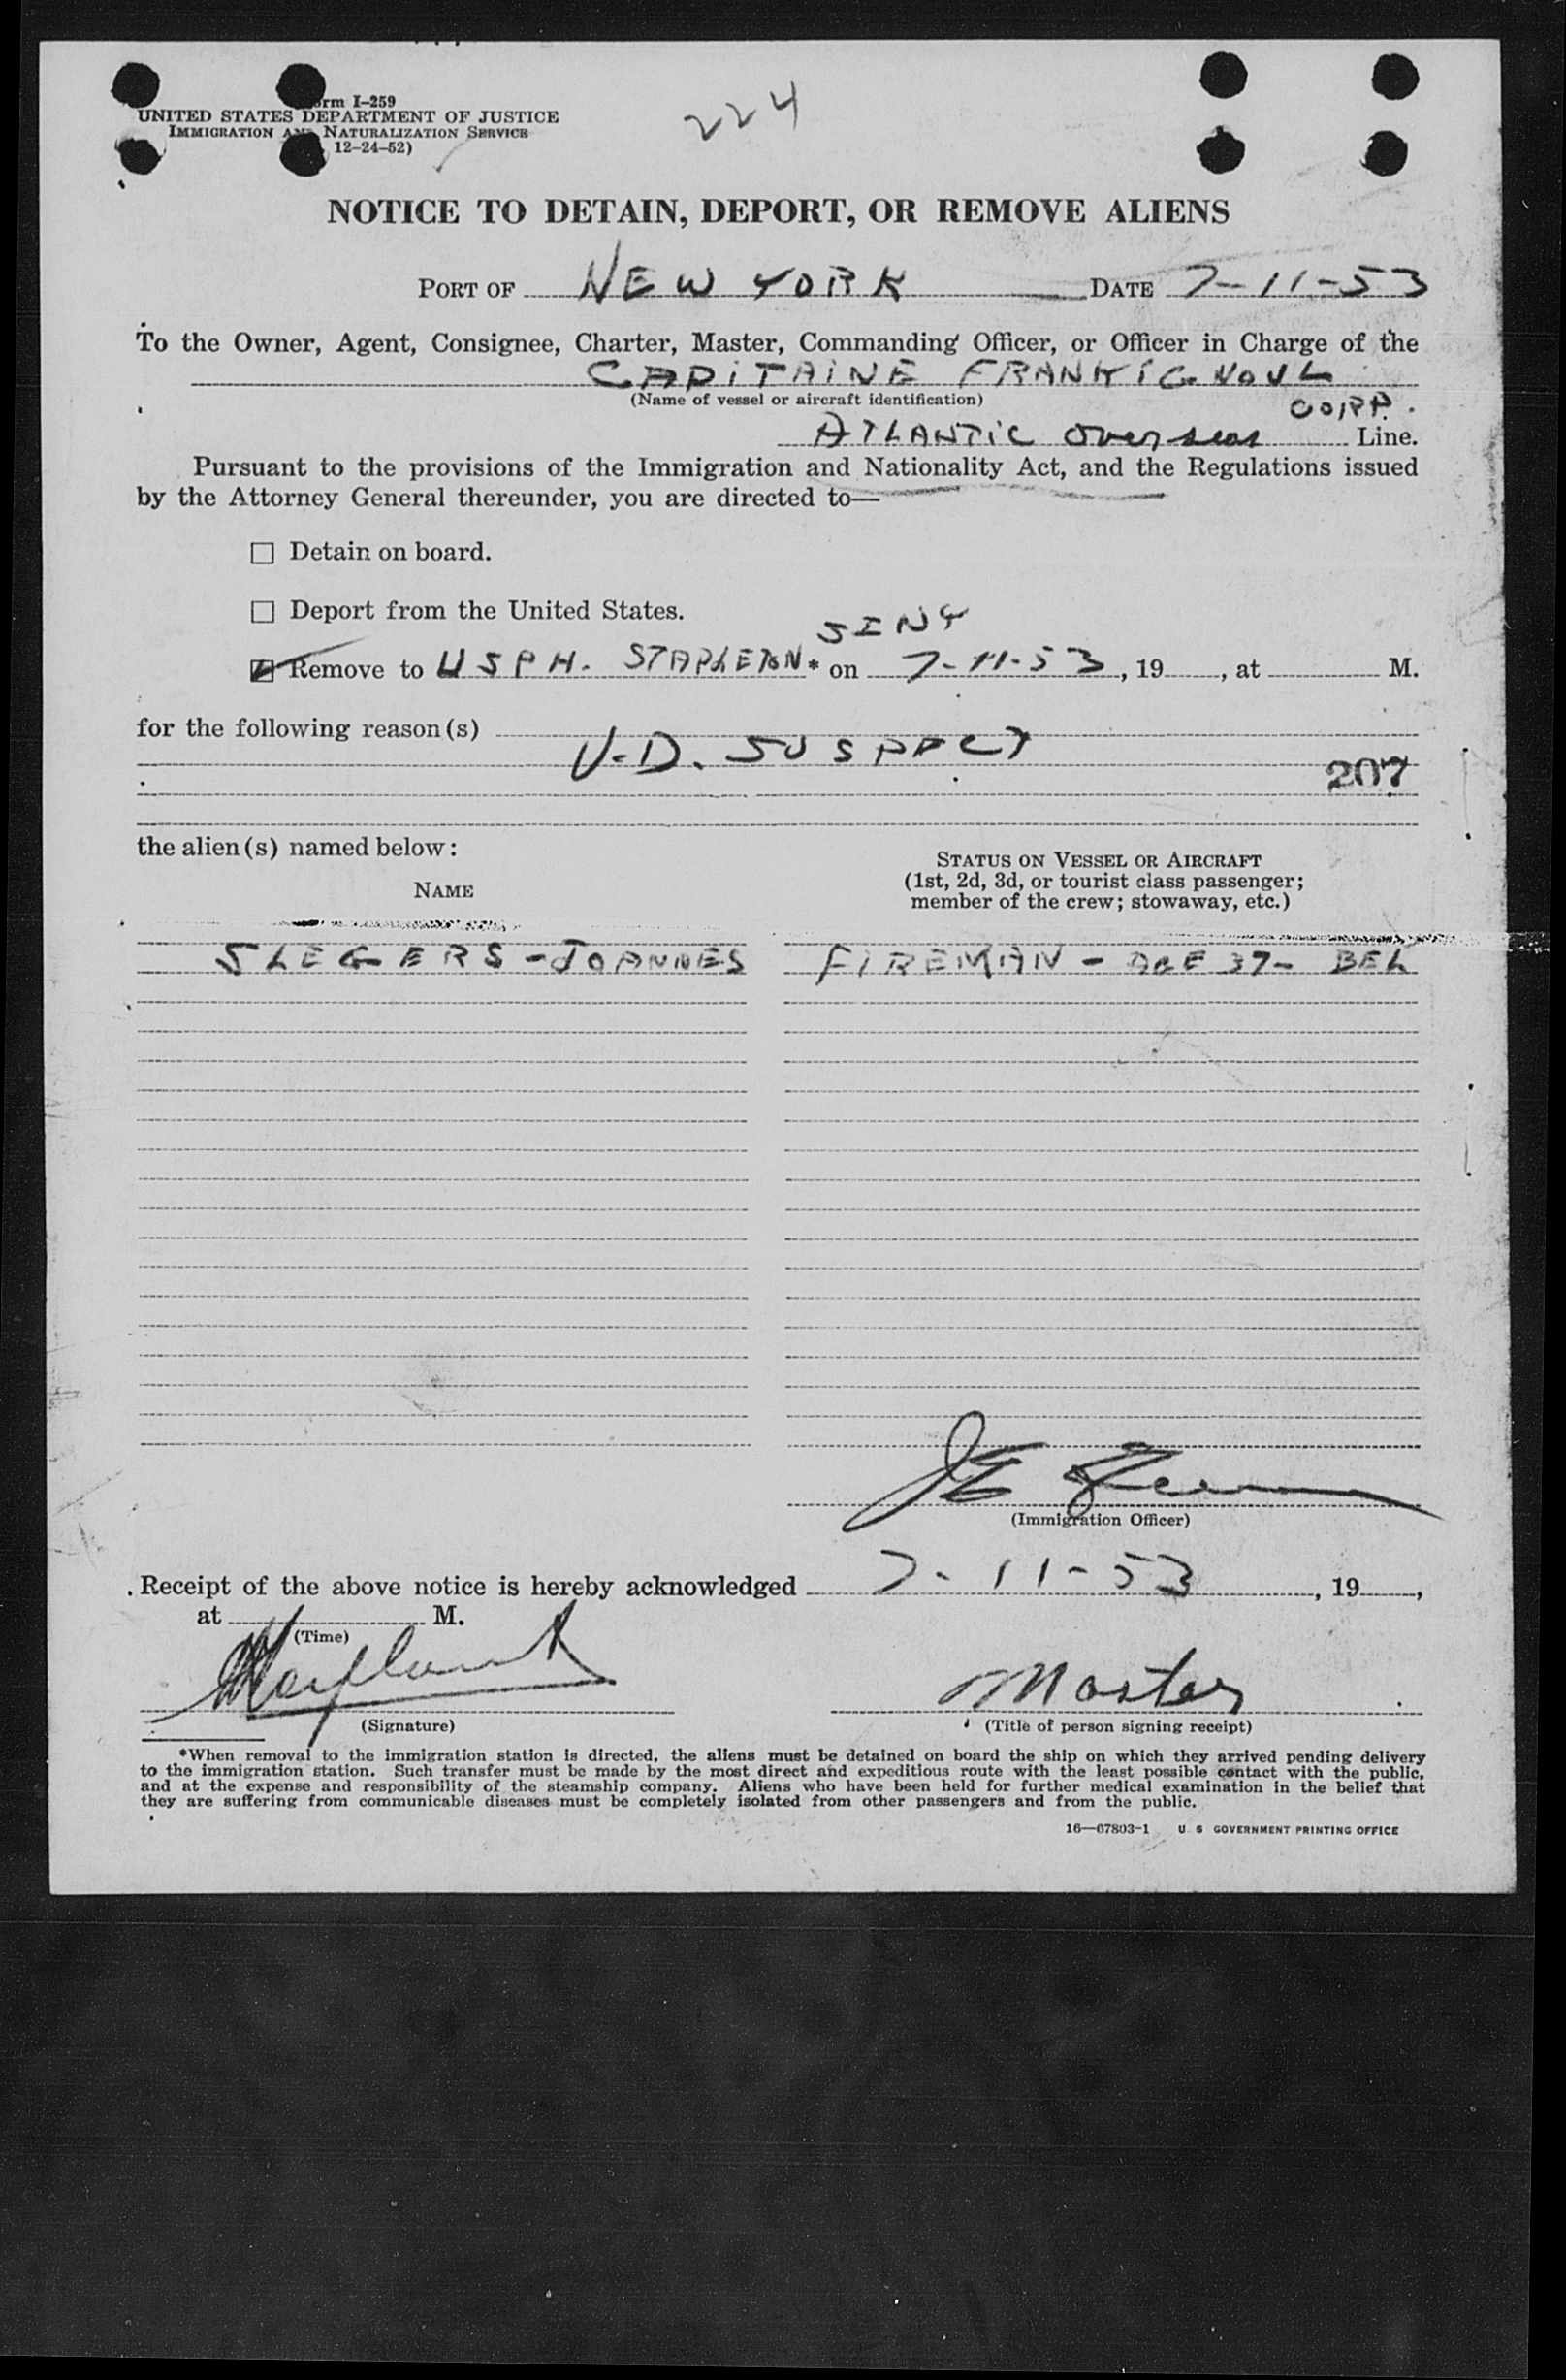 224
Form I-259
UNITED STATES DEPARTMENT OF JUSTICE
IMMIGRATION AND NATURALIZATION SERVICE
12-24-52)
NOTICE TO DETAIN, DEPORT, OR REMOVE ALIENS
PORT OF NEW YORK DATE 7-11-53
To the Owner, Agent, Consignee, Charter, Master, Commanding Officer, or Officer in Charge of the
CAPITAINE FRANKIGNOUL
(Name of vessel or aircraft identification)
CORP.
ATLANTIC Overseas Line.
Pursuant to the provisions of the Immigration and Nationality Act, and the Regulations issued
by the Attorney General thereunder, you are directed to—
☐ Detain on board.
☐ Deport from the United States.
SINY
☑ Remove to USPH. STAPLETON * on 7-11-53, 19, at M.
for the following reason(s)
V.D. SUSPECT
207
the alien(s) named below:
STATUS ON VESSEL OR AIRCRAFT
(1st, 2d, 3d, or tourist class passenger;
NAME
member of the crew; stowaway, etc.)
SLEGERS - JOANNES FIREMAN - AGE 37 - BEL
J E
(Immigration Officer)
Receipt of the above notice is hereby acknowledged 7-11-53, 19,
at M.
(Time)
Master
(Signature) (Title of person signing receipt)
*When removal to the immigration station is directed, the aliens must be detained on board the ship on which they arrived pending delivery
to the immigration station. Such transfer must be made by the most direct and expeditious route with the least possible contact with the public,
and at the expense and responsibility of the steamship company. Aliens who have been held for further medical examination in the belief that
they are suffering from communicable diseases must be completely isolated from other passengers and from the public.
16—67803-1 U S GOVERNMENT PRINTING OFFICE